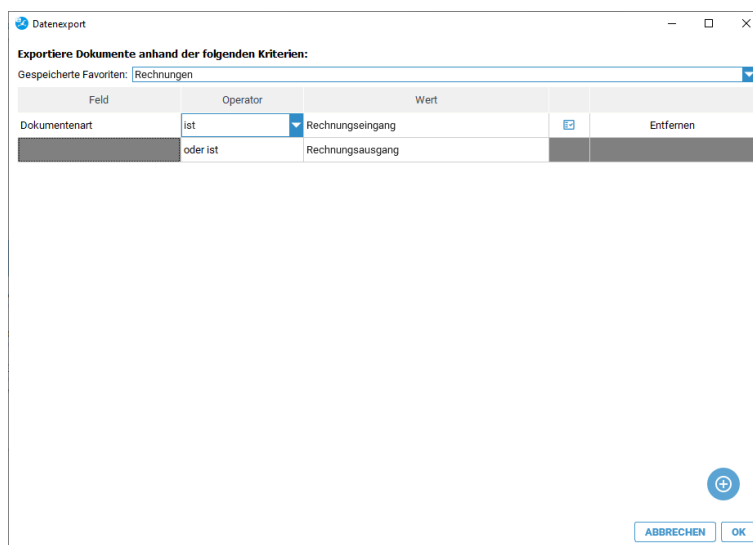 Datenexport
Exportiere Dokumente anhand der folgenden Kriterien:
Gespeicherte Favoriten: Rechnungen
Feld Operator Wert
Dokumentenart ist Rechnungseingang Entfernen
oder ist Rechnungsausgang
ABBRECHEN OK